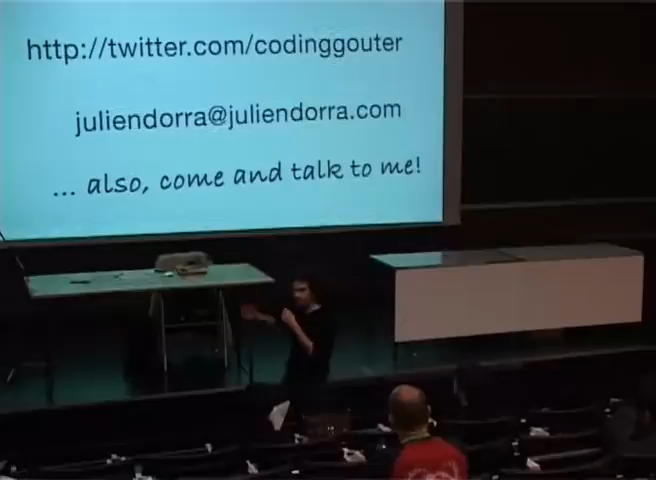 http://twitter.com/codinggouter
juliendorra@juliendorra.com
... also, come and talk to me!